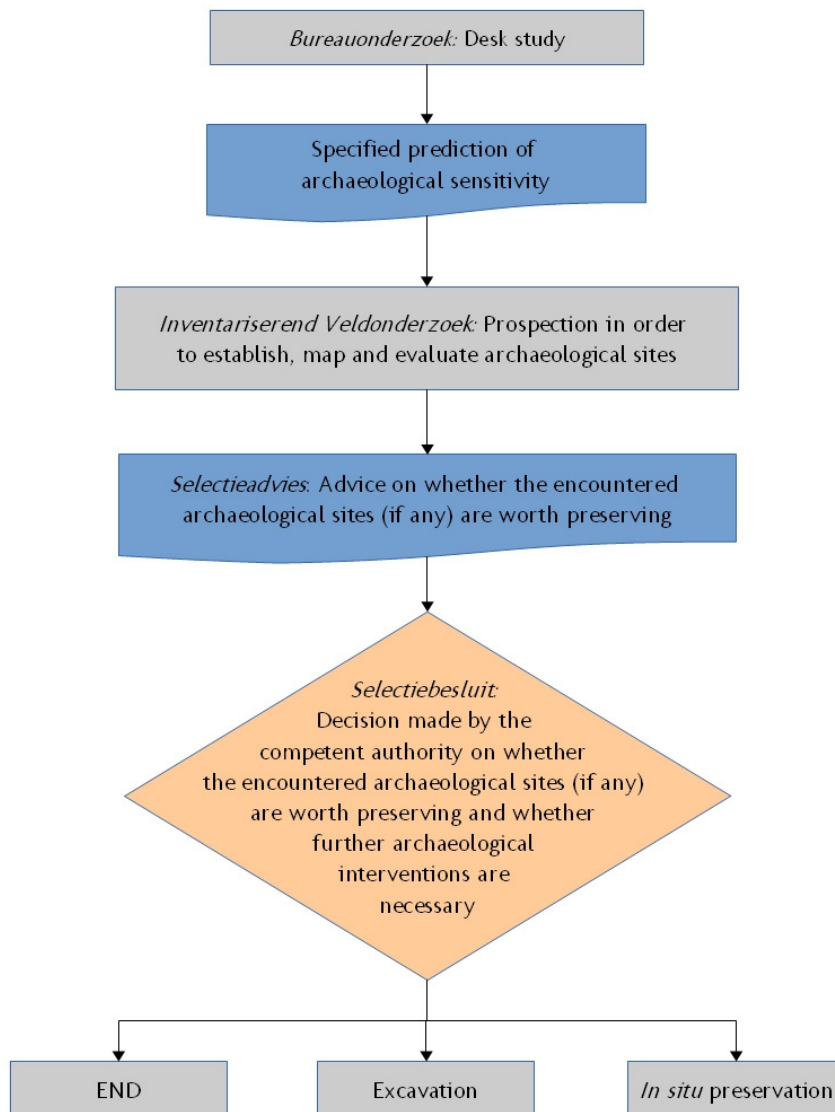 Bureauonderzoek: Desk study
Specified prediction of
archaeological sensitivity
Inventariserend Veldonderzoek: Prospection in order
to establish, map and evaluate archaeological sites
Selectieadvies: Advice on whether the encountered
archaeological sites (if any) are worth preserving
Selectiebesluit:
Decision made by the
competent authority on whether
the encountered archaeological sites (if any)
are worth preserving and whether
further archaeological
interventions are
necessary
END
Excavation
In situ preservation